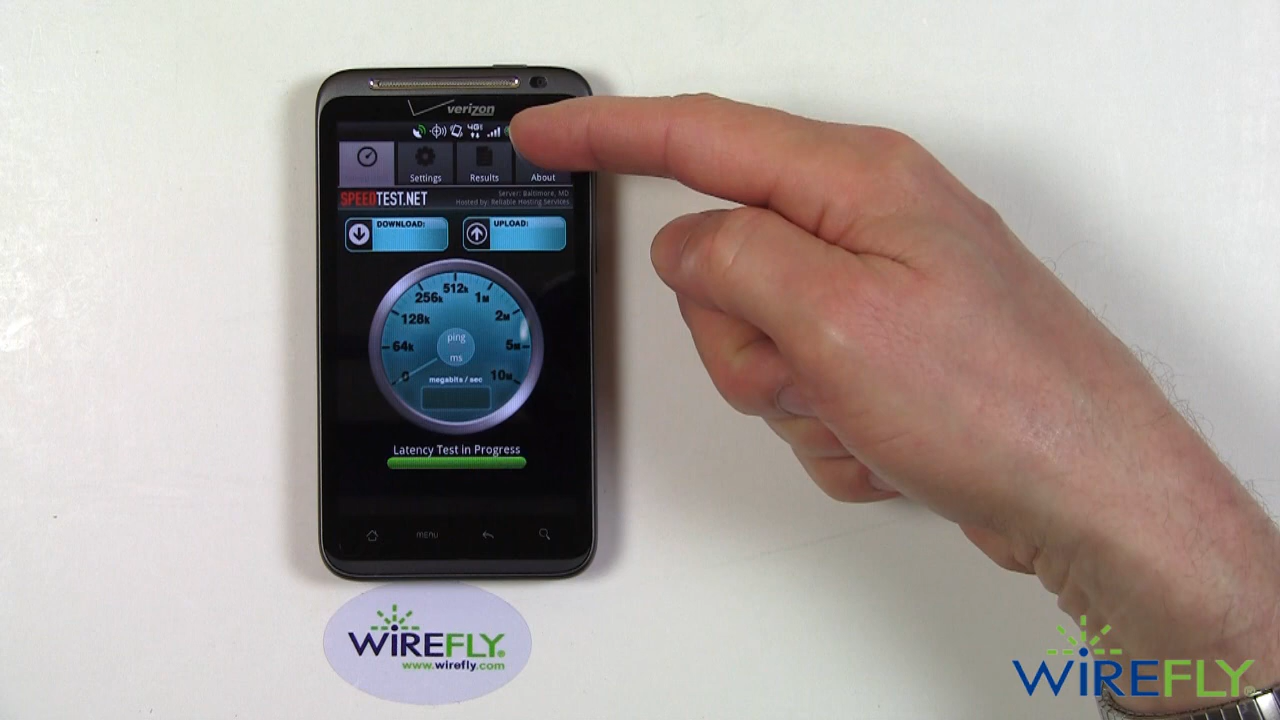 verizon
4G
Settings
Results
About
SPEEDTEST.NET
Server: Baltimore, MD
Hosted by: Reliable Hosting Services
DOWNLOAD:
UPLOAD:
512k
256k
1M
128k
2M
ping
64k
5M
ms
0
10M
megabits / sec
Latency Test in Progress
MENU
WIREFLY®
www.wirefly.com
WIREFLY®